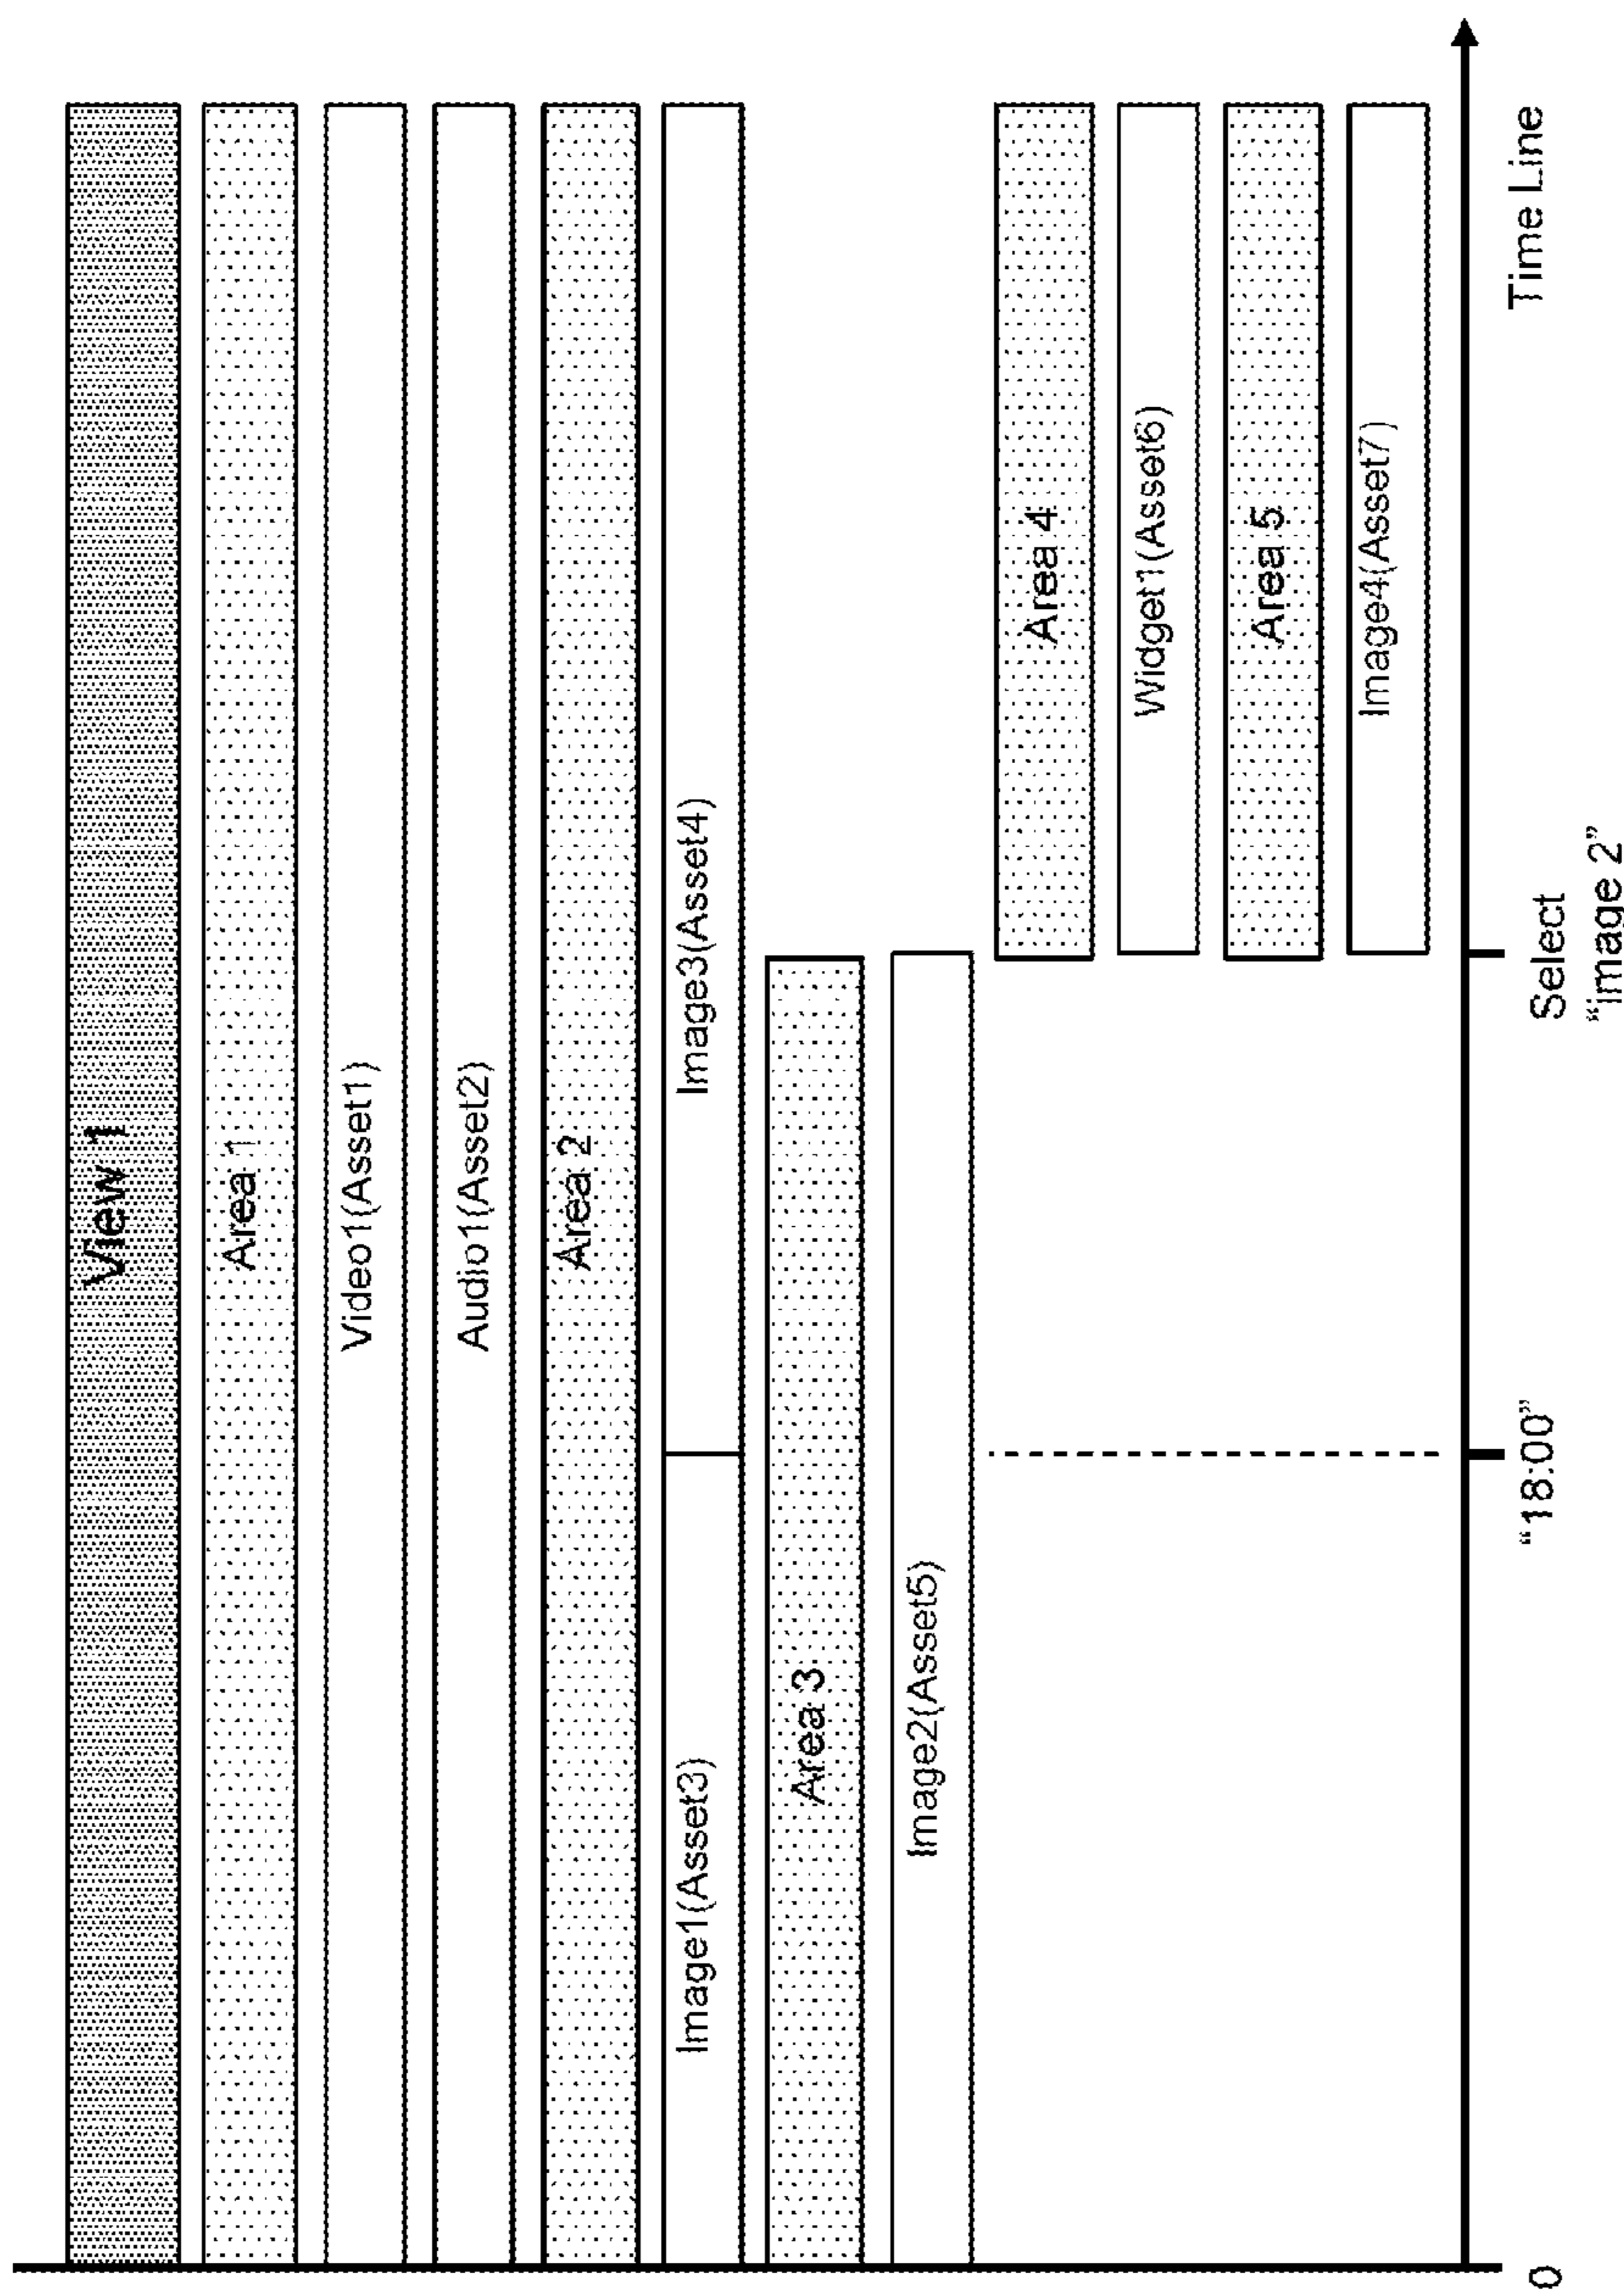 View 1
Area 1
Video1(Asset1)
Audio1(Asset2)
Area 2
Image1(Asset3)
Image3(Asset4)
Area 3
Image2(Asset5)
Area 4
Widget1(Asset6)
Area 5
Image4(Asset7)
0
“18:00”
Select
“image 2”
Time Line